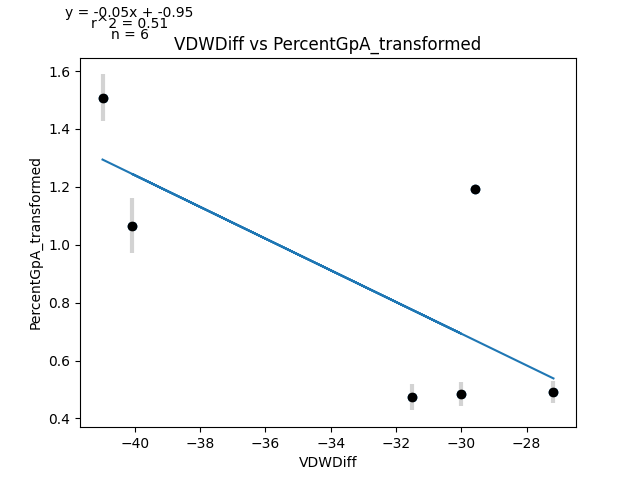 y = -0.05x + -0.95
r^2 = 0.51
n = 6
VDWDiff vs PercentGpA_transformed
1.6
1.4
1.2
1.0
0.8
0.6
0.4
PercentGpA_transformed
−40 −38 −36 −34 −32 −30 −28
VDWDiff